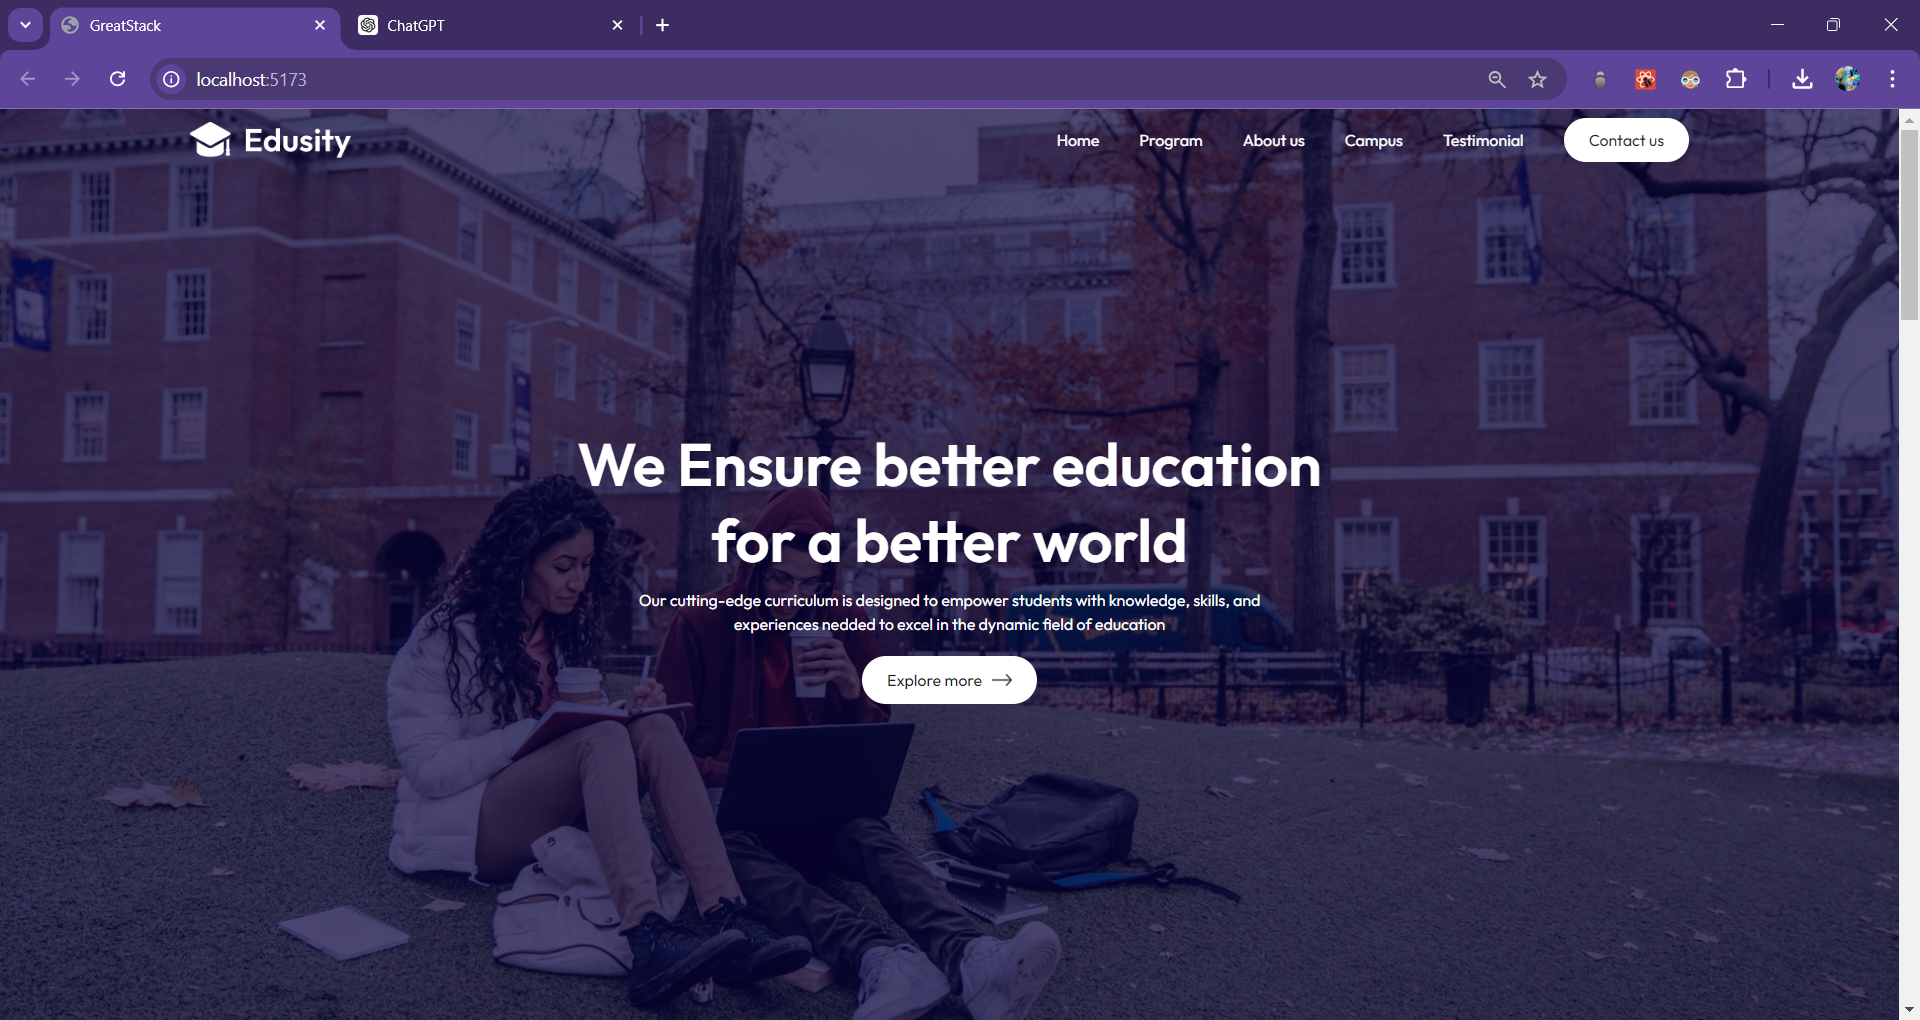 GreatStack
ChatGPT
localhost:5173
Edusity
Home
Program
About us
Campus
Testimonial
Contact us
We Ensure better education
for a better world
Our cutting-edge curriculum is designed to empower students with knowledge, skills, and
experiences nedded to excel in the dynamic field of education
Explore more